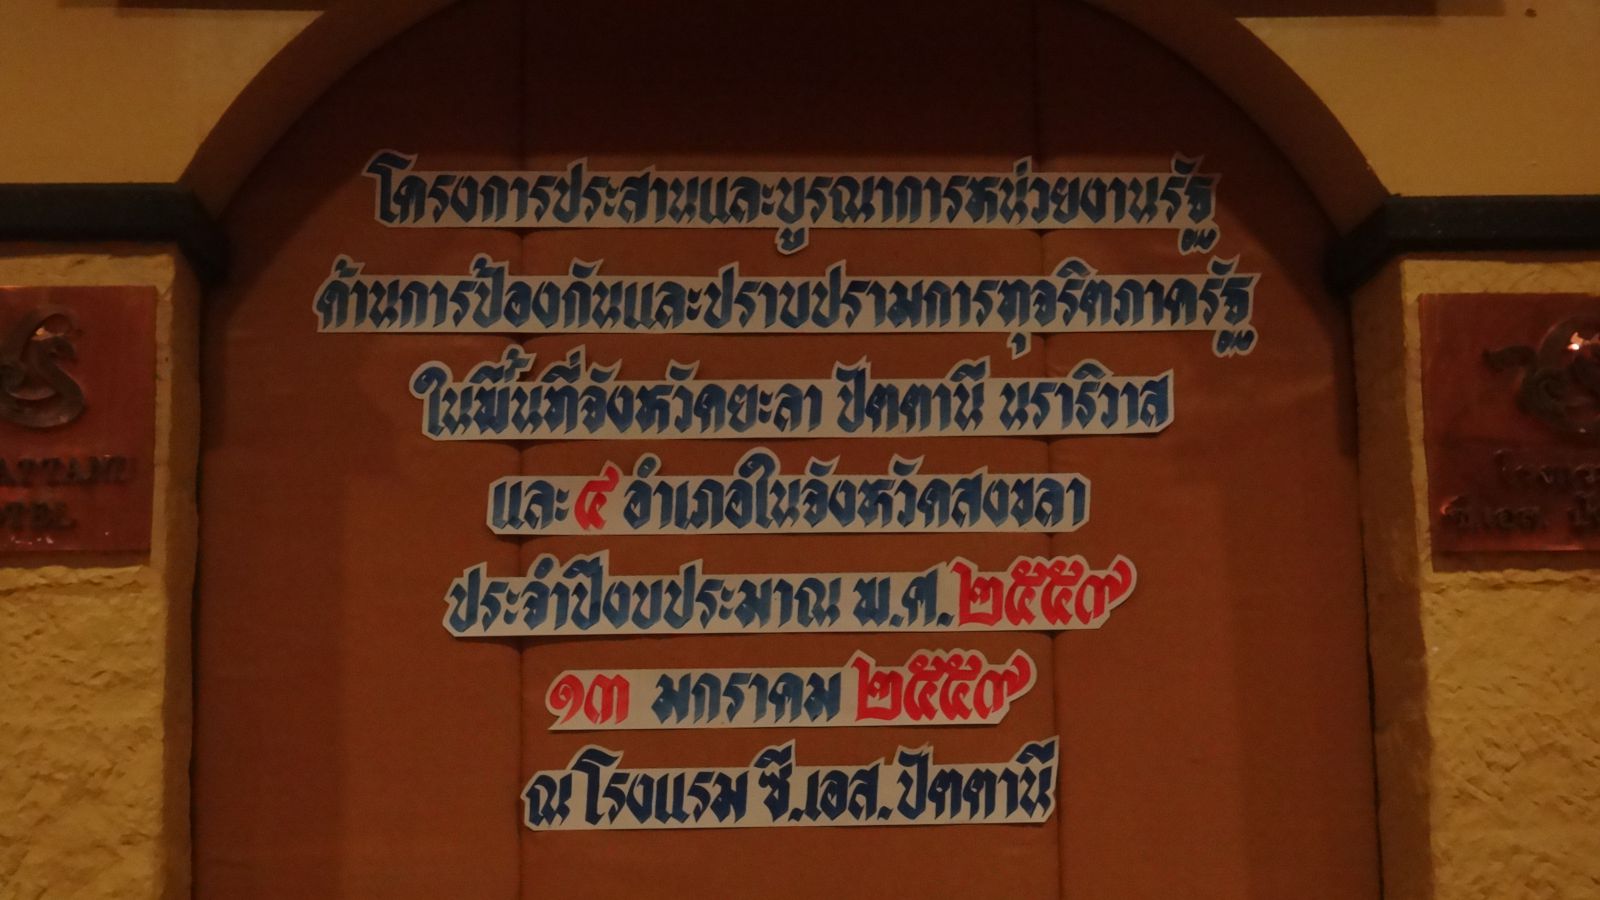 โครงการประสานและบูรณาการหน่วยงานรัฐ
ด้านการป้องกันและปราบปรามการทุจริตภาครัฐ
ในพื้นที่จังหวัดยะลา ปัตตานี นราธิวาส
และ ๔ อำเภอในจังหวัดสงขลา
ประจำปีงบประมาณ พ.ศ.๒๕๕๗
๑๓ มกราคม ๒๕๕๗
ณ โรงแรม ซี.เอส.ปัตตานี